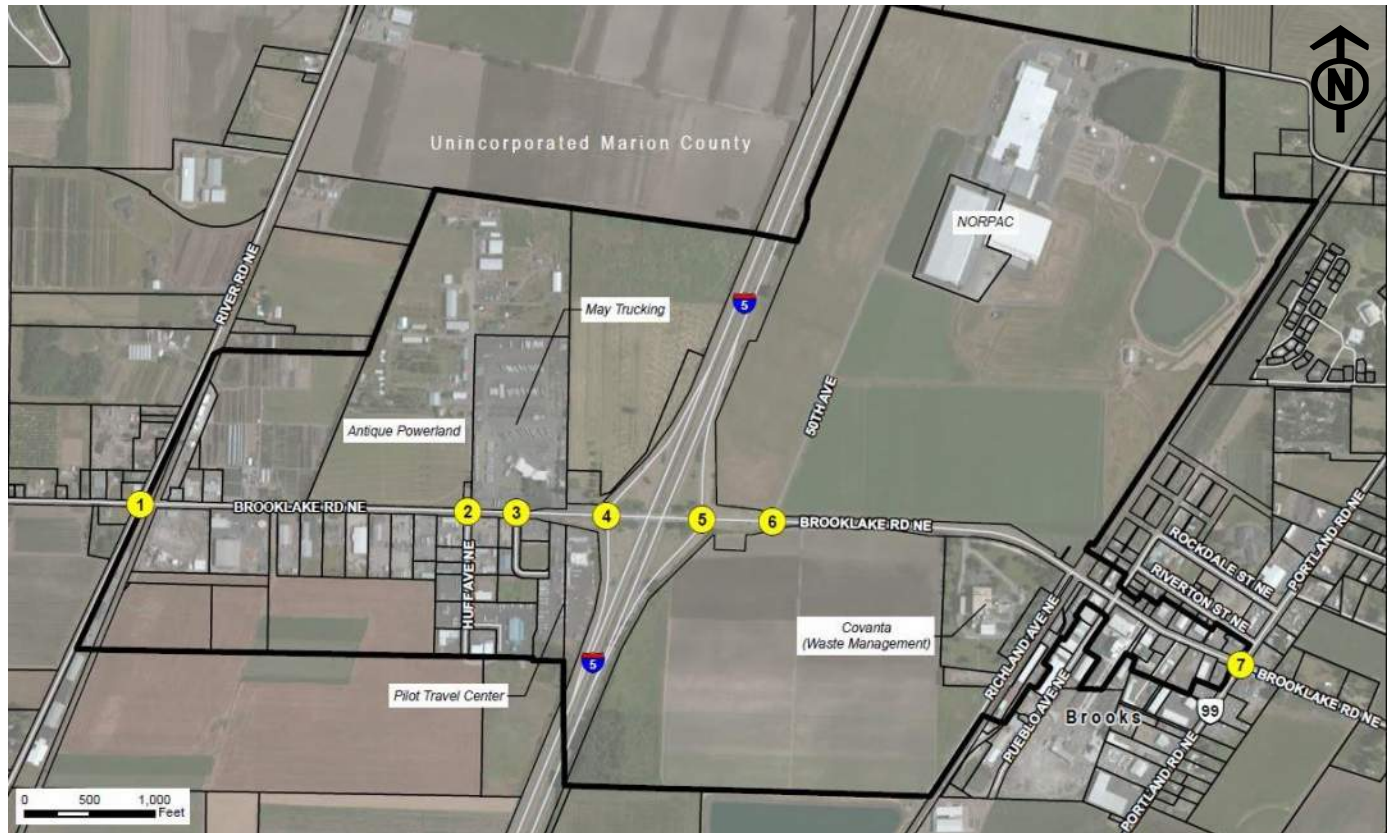 N
Unincorporated Marion County
NORPAC
RIVER RD NE
5
May Trucking
50TH AVE
Antique Powerland
1
BROOKLAKE RD NE
2
3
4
5
6
BROOKLAKE RD NE
HUFF AVE NE
ROCKDALE ST NE
RIVERTON ST NE
PORTLAND RD NE
Covanta
(Waste Management)
RICHLAND AVE NE
5
Pilot Travel Center
7
BROOKLAKE RD NE
99
Brooks
PUEBLO AVE NE
PORTLAND RD NE
0 500 1,000
Feet